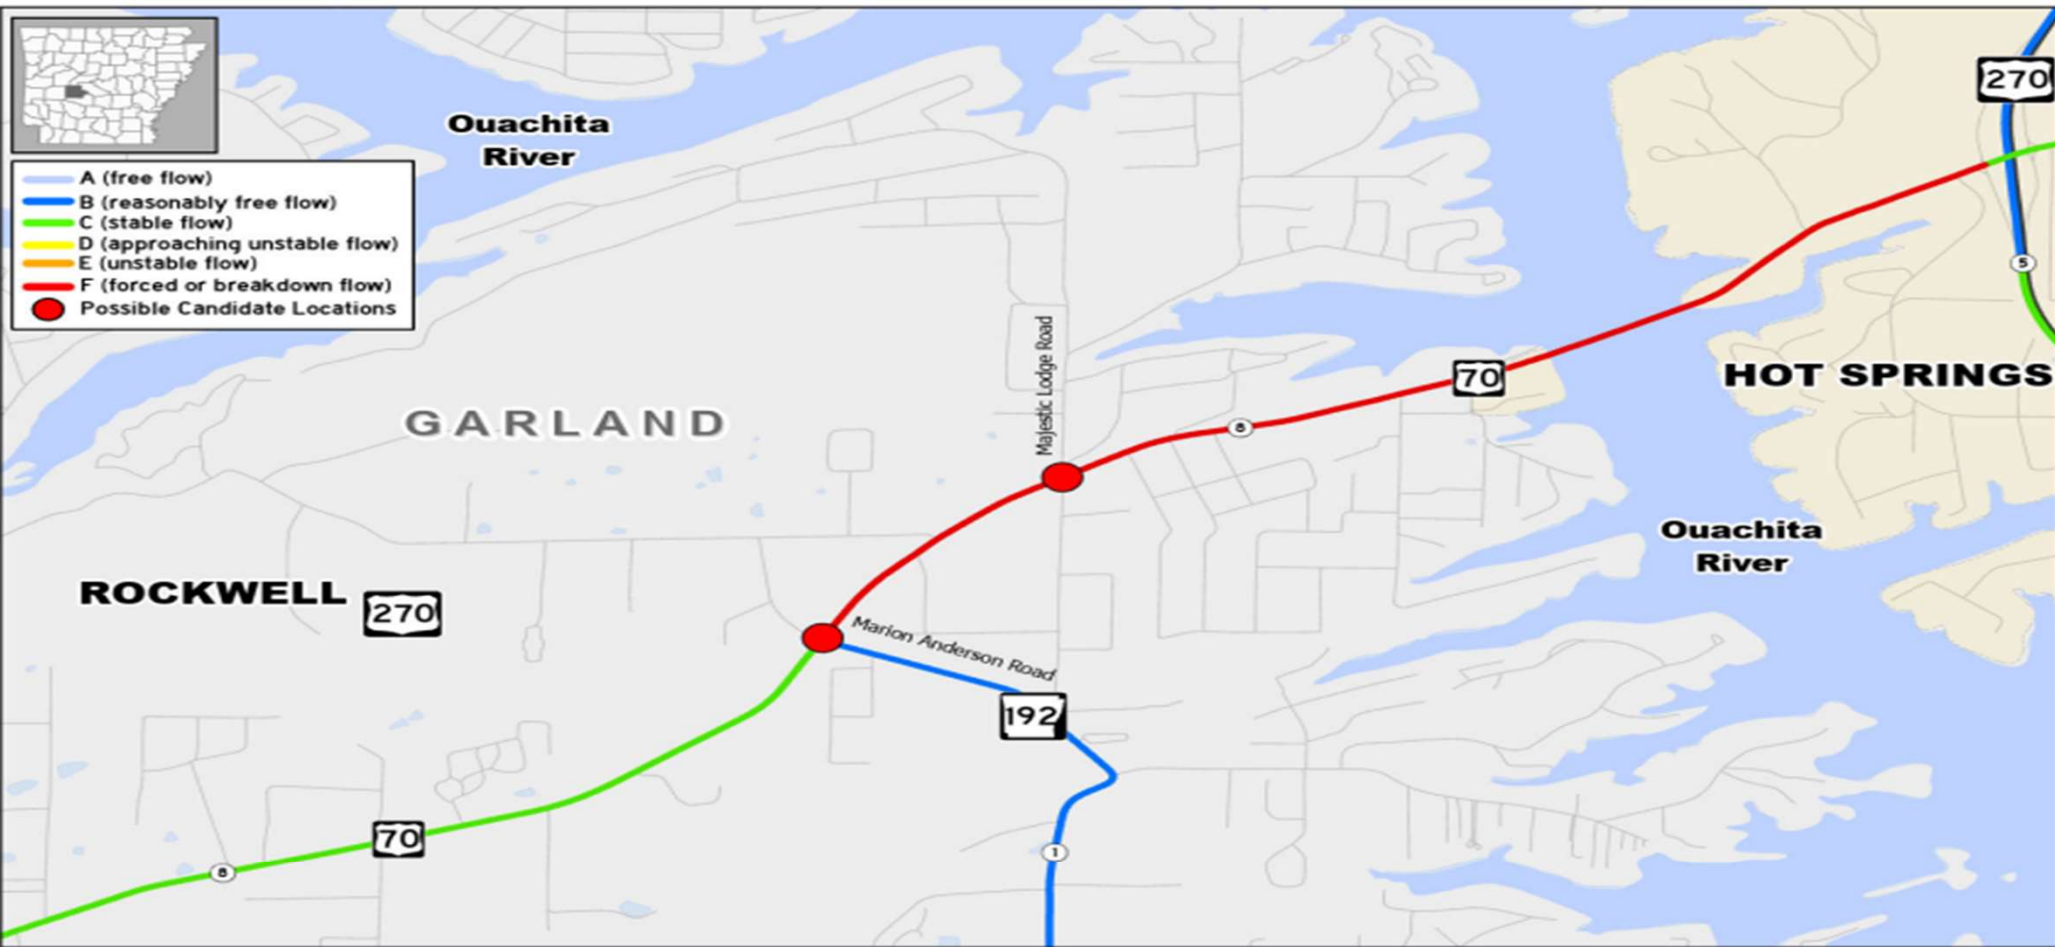 270
Ouachita
River
A (free flow)
B (reasonably free flow)
C (stable flow)
D (approaching unstable flow)
E (unstable flow)
F (forced or breakdown flow)
Possible Candidate Locations
5
Majestic Lodge Road
70
HOT SPRINGS
GARLAND
8
Ouachita
River
ROCKWELL
270
Marion Anderson Road
192
70
8
1